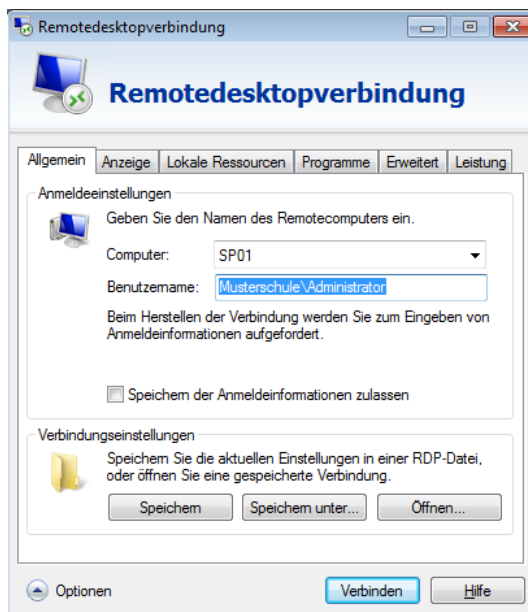 Remotedesktopverbindung
Remotedesktopverbindung
Allgemein Anzeige Lokale Ressourcen Programme Erweitert Leistung
Anmeldeeinstellungen
Geben Sie den Namen des Remotecomputers ein.
Computer: SP01
Benutzername: Musterschule\Administrator
Beim Herstellen der Verbindung werden Sie zum Eingeben von
Anmeldeinformationen aufgefordert.
Speichern der Anmeldeinformationen zulassen
Verbindungseinstellungen
Speichern Sie die aktuellen Einstellungen in einer RDP-Datei,
oder öffnen Sie eine gespeicherte Verbindung.
Speichern Speichern unter... Öffnen...
Optionen Verbinden Hilfe